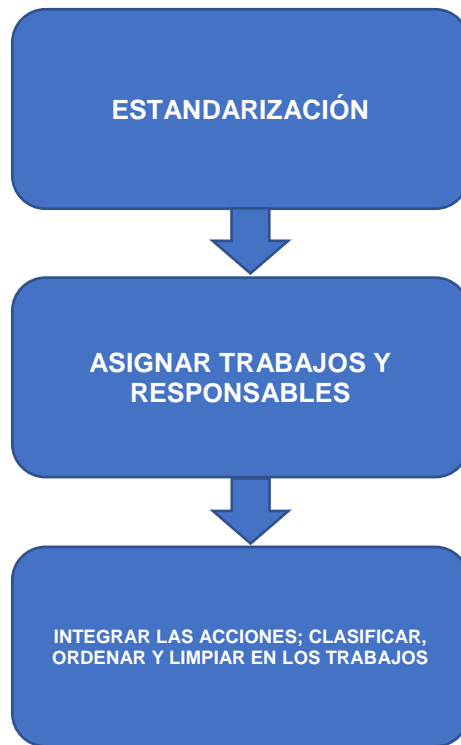 ESTANDARIZACIÓN
ASIGNAR TRABAJOS Y
RESPONSABLES
INTEGRAR LAS ACCIONES; CLASIFICAR,
ORDENAR Y LIMPIAR EN LOS TRABAJOS